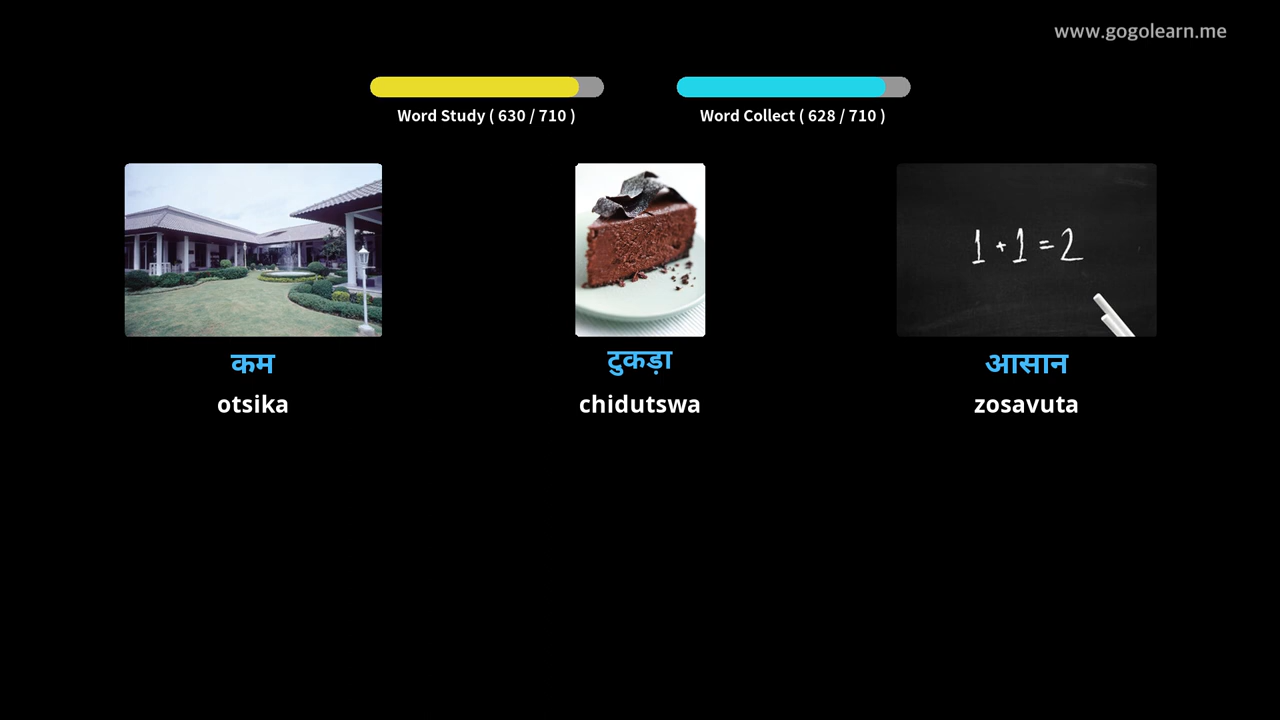 www.gogolearn.me
Word Study ( 630 / 710 )
Word Collect ( 628 / 710 )
1 + 1 = 2
कम
टुकड़ा
आसान
otsika
chidutswa
zosavuta